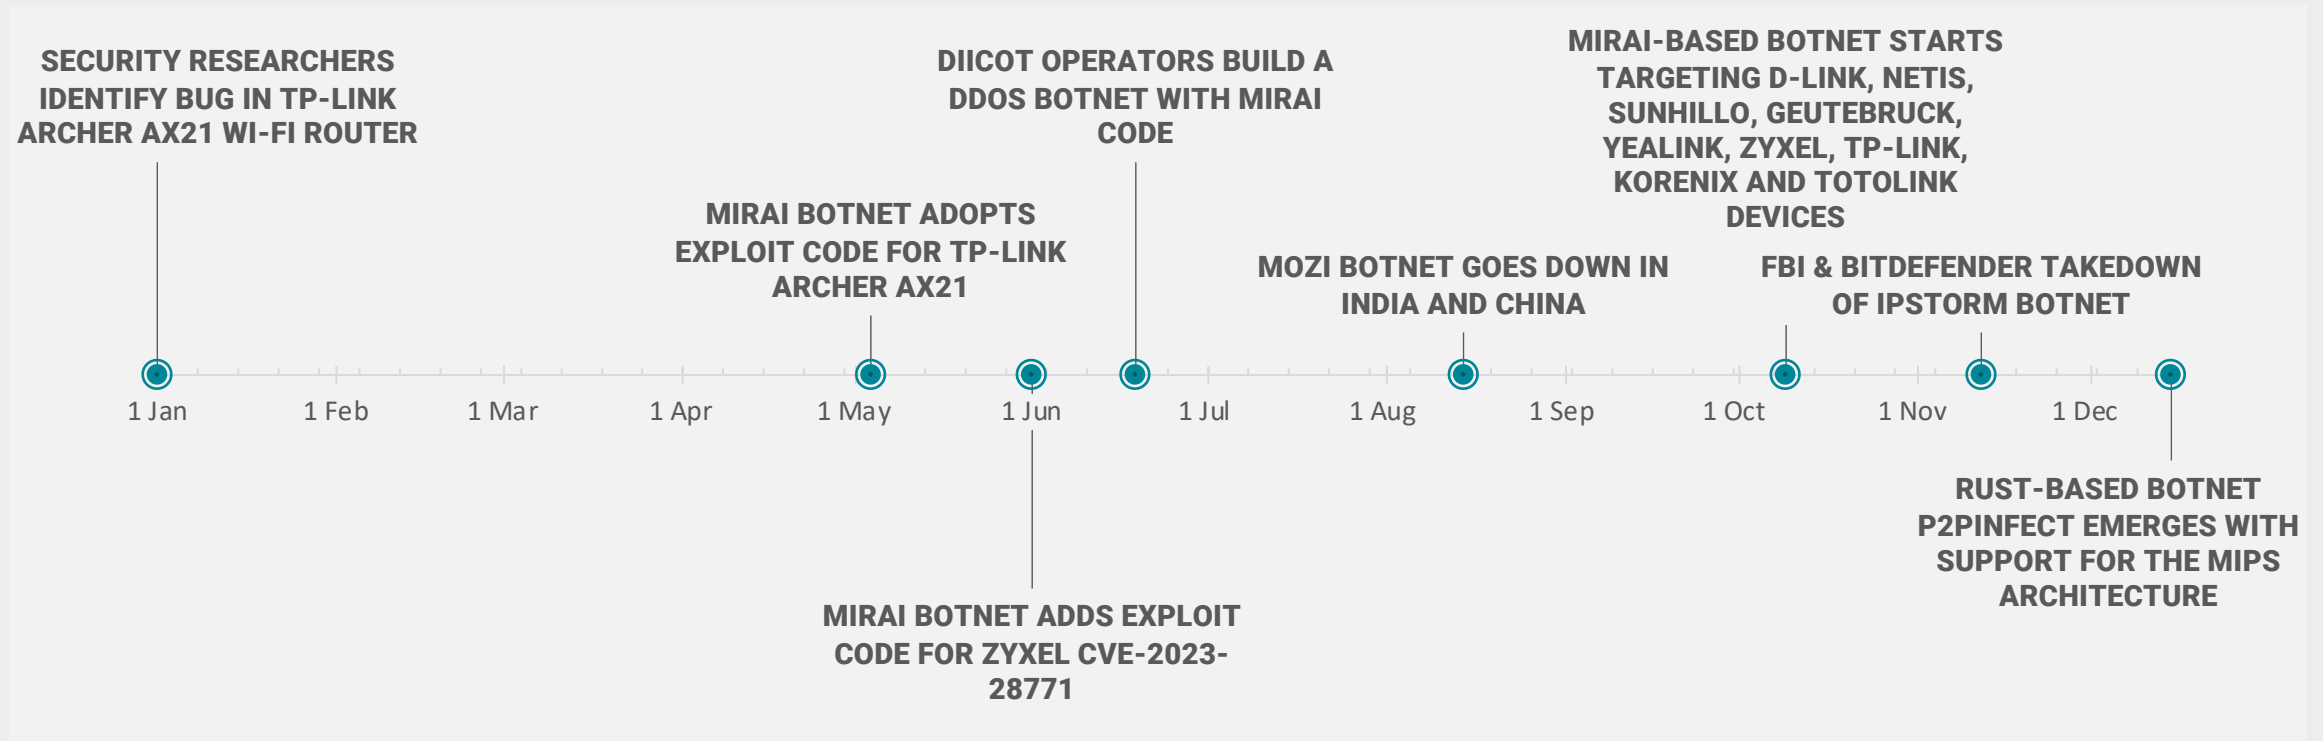 SECURITY RESEARCHERS
IDENTIFY BUG IN TP-LINK
ARCHER AX21 WI-FI ROUTER
MIRAI BOTNET ADOPTS
EXPLOIT CODE FOR TP-LINK
ARCHER AX21
DIICOT OPERATORS BUILD A
DDOS BOTNET WITH MIRAI
CODE
MOZI BOTNET GOES DOWN IN
INDIA AND CHINA
MIRAI-BASED BOTNET STARTS
TARGETING D-LINK, NETIS,
SUNHILLO, GEUTEBRUCK,
YEALINK, ZYXEL, TP-LINK,
KORENIX AND TOTOLINK
DEVICES
FBI & BITDEFENDER TAKEDOWN
OF IPSTORM BOTNET
1 Jan
1 Feb
1 Mar
1 Apr
1 May
1 Jun
1 Jul
1 Aug
1 Sep
1 Oct
1 Nov
1 Dec
MIRAI BOTNET ADDS EXPLOIT
CODE FOR ZYXEL CVE-2023-
28771
RUST-BASED BOTNET
P2PINFECT EMERGES WITH
SUPPORT FOR THE MIPS
ARCHITECTURE